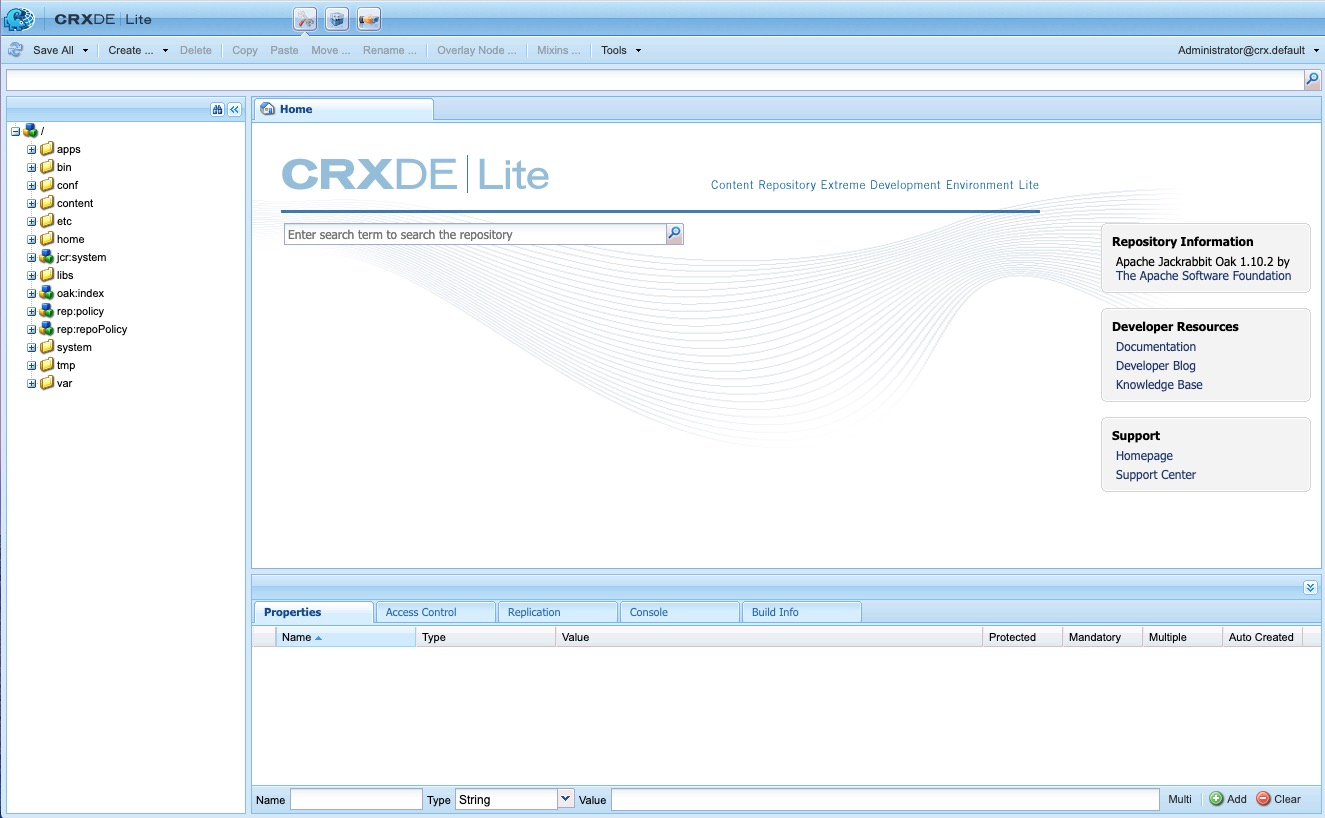 CRXDE | Lite
Save All Create ... Delete Copy Paste Move ... Rename ... Overlay Node ... Mixins ... Tools Administrator@crx.default
Home
/
apps
bin
conf
content
etc
home
jcr:system
libs
oak:index
rep:policy
rep:repoPolicy
system
tmp
var
CRXDE | Lite
Content Repository Extreme Development Environment Lite
Enter search term to search the repository
Repository Information
Apache Jackrabbit Oak 1.10.2 by
The Apache Software Foundation
Developer Resources
Documentation
Developer Blog
Knowledge Base
Support
Homepage
Support Center
Properties Access Control Replication Console Build Info
Name Type Value Protected Mandatory Multiple Auto Created
Name Type String Value Multi Add Clear